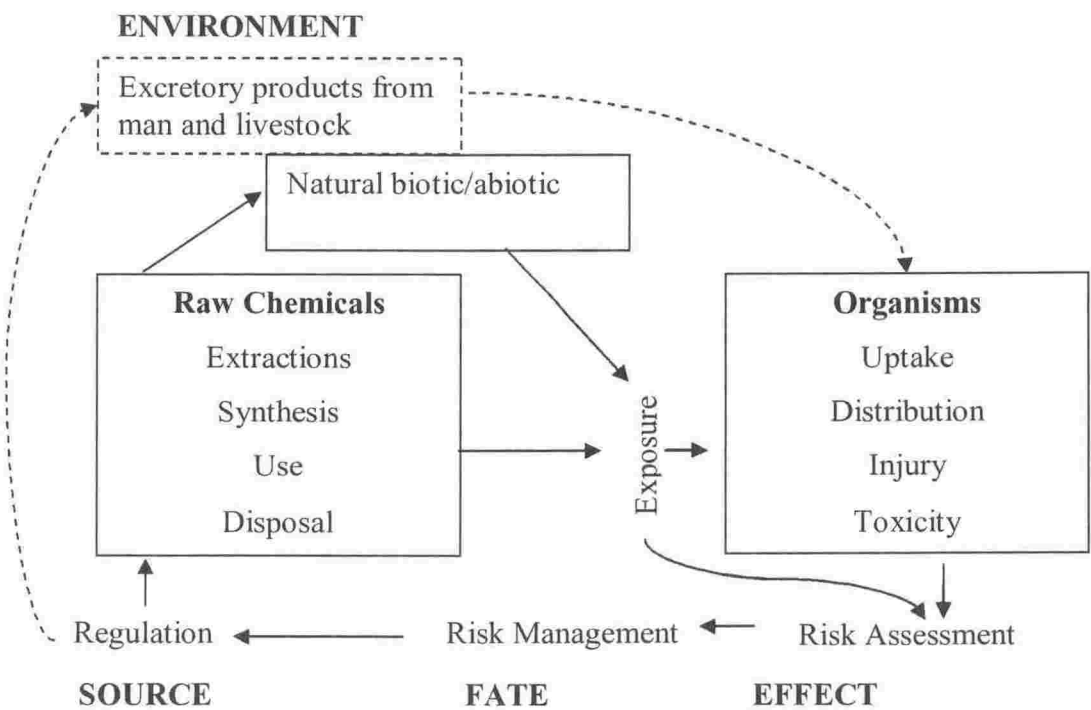 ENVIRONMENT
Excretory products from
man and livestock
Natural biotic/abiotic
Raw Chemicals
Extractions
Synthesis
Use
Disposal
Exposure
Organisms
Uptake
Distribution
Injury
Toxicity
Regulation
Risk Management
Risk Assessment
SOURCE
FATE
EFFECT